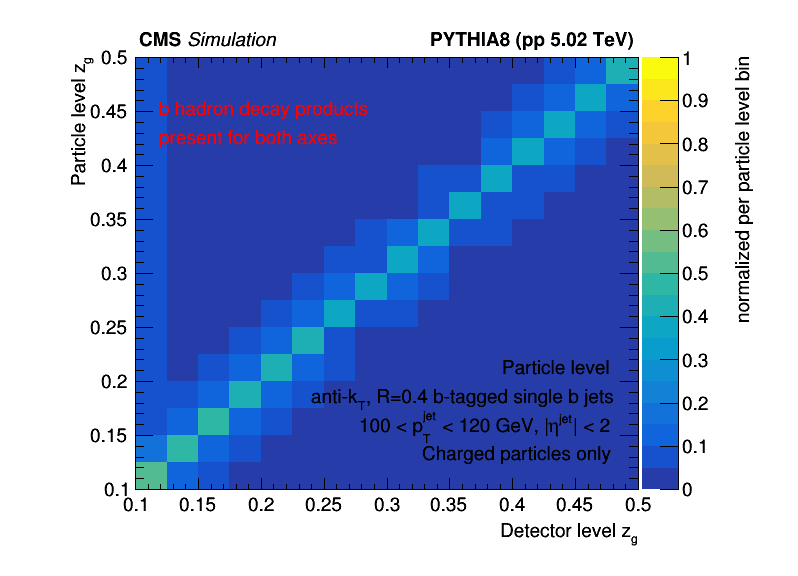 CMS Simulation PYTHIA8 (pp 5.02 TeV)
Particle level z_g
0.5
0.45
0.4
0.35
0.3
0.25
0.2
0.15
0.1
b hadron decay products
present for both axes
Particle level
anti-k_T, R=0.4 b-tagged single b jets
100 < p_T^jet < 120 GeV, |η^jet| < 2
Charged particles only
0.1 0.15 0.2 0.25 0.3 0.35 0.4 0.45 0.5
Detector level z_g
1
0.9
0.8
0.7
0.6
0.5
0.4
0.3
0.2
0.1
0
normalized per particle level bin